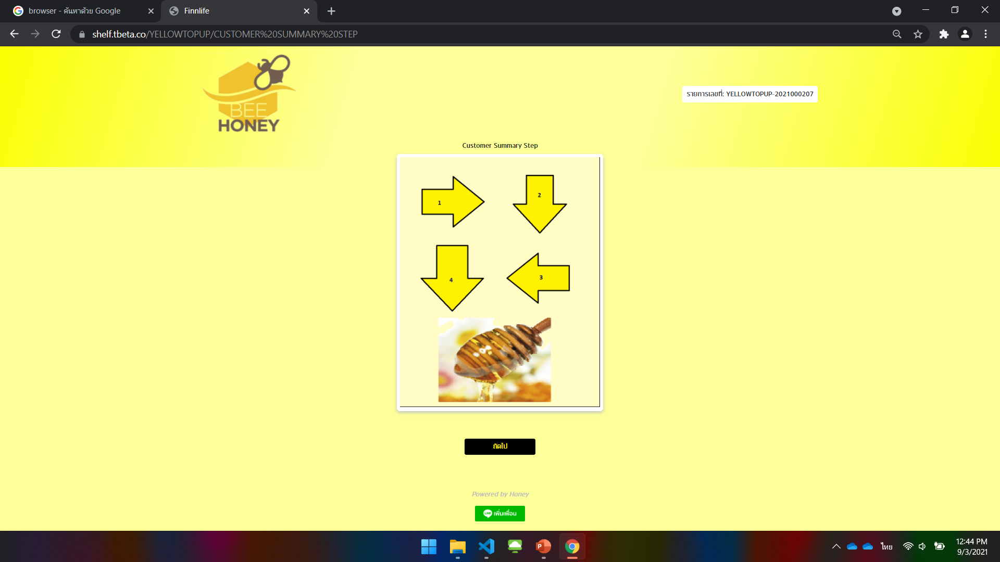 browser - ค้นหาด้วย Google
Finnlife
shelf.tbeta.co/YELLOWTOPUP/CUSTOMER%20SUMMARY%20STEP
BEE
HONEY
รายการเลขที่: YELLOWTOPUP-2021000207
Customer Summary Step
1
2
4
3
ถัดไป
Powered by Honey
LINE เพิ่มเพื่อน
P
ไทย
12:44 PM
9/3/2021